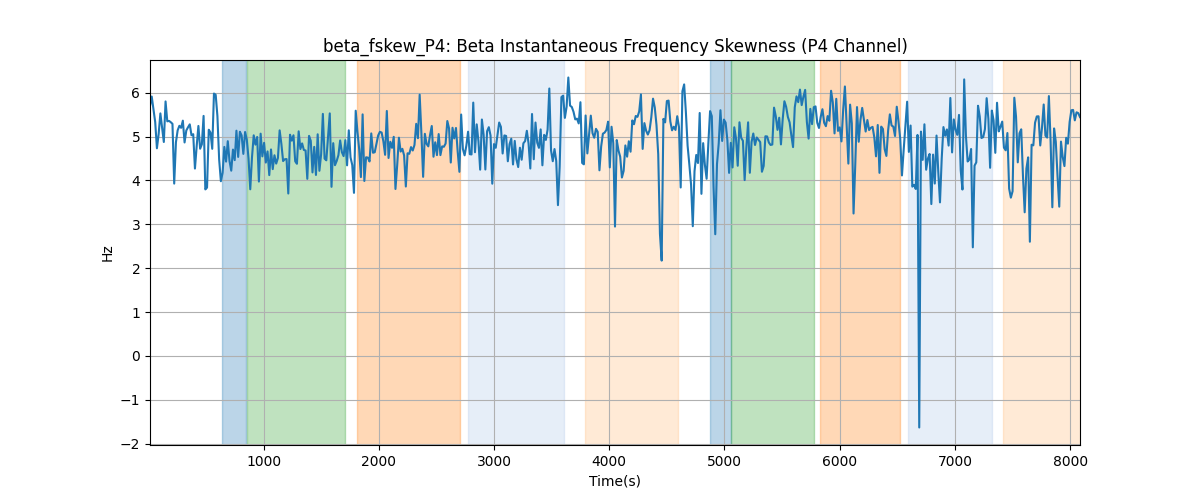 beta_fskew_P4: Beta Instantaneous Frequency Skewness (P4 Channel)
Hz
6
5
4
3
2
1
0
−1
−2
1000 2000 3000 4000 5000 6000 7000 8000
Time(s)